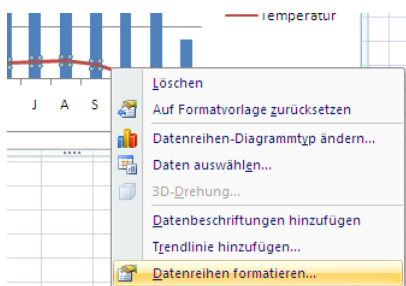 Temperatur
J A S
Löschen
Auf Formatvorlage zurücksetzen
Datenreihen-Diagrammtyp ändern...
Daten auswählen...
3D-Drehung...
Datenbeschriftungen hinzufügen
Trendlinie hinzufügen...
Datenreihen formatieren...